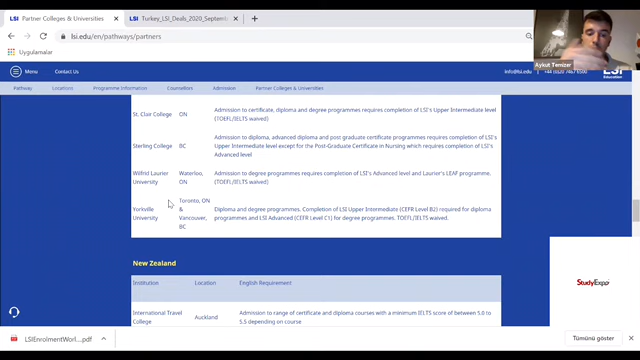 LSI Partner Colleges & Universities
LSI Turkey_LSI_Deals_2020_Septemb
lsi.edu/en/pathways/partners
Uygulamalar
Aykut Temizer
Menu Contact Us
info@lsi.edu +44 (0)20 7467 6500
LSI
Education
Pathway Locations Programme Information Counsellors Admission Partner Colleges & Universities
St. Clair College ON Admission to certificate, diploma and degree programmes requires completion of LSI's Upper Intermediate level
(TOEFL/IELTS waived)
Sterling College BC Admission to diploma, advanced diploma and post graduate certificate programmes requires completion of LSI's
Upper Intermediate level except for the Post-Graduate Certificate in Nursing which requires completion of
LSI's Advanced level
Wilfrid Laurier
University
Waterloo,
ON
Admission to degree programmes requires completion of LSI's Advanced level and Laurier's LEAF programme.
(TOEFL/IELTS waived)
Yorkville
University
Toronto, ON
&
Vancouver,
BC
Diploma and degree programmes. Completion of LSI Upper Intermediate (CEFR Level B2) required for diploma
programmes and LSI Advanced (CEFR Level C1) for degree programmes. TOEFL/IELTS waived.
New Zealand
Institution Location English Requirement
International Travel
College
Auckland
Admission to range of certificate and diploma courses with a minimum IELTS score of between 5.0 to
5.5 depending on course
StudyExpo
LSIEnrolmentWorl....pdf
Tümünü göster